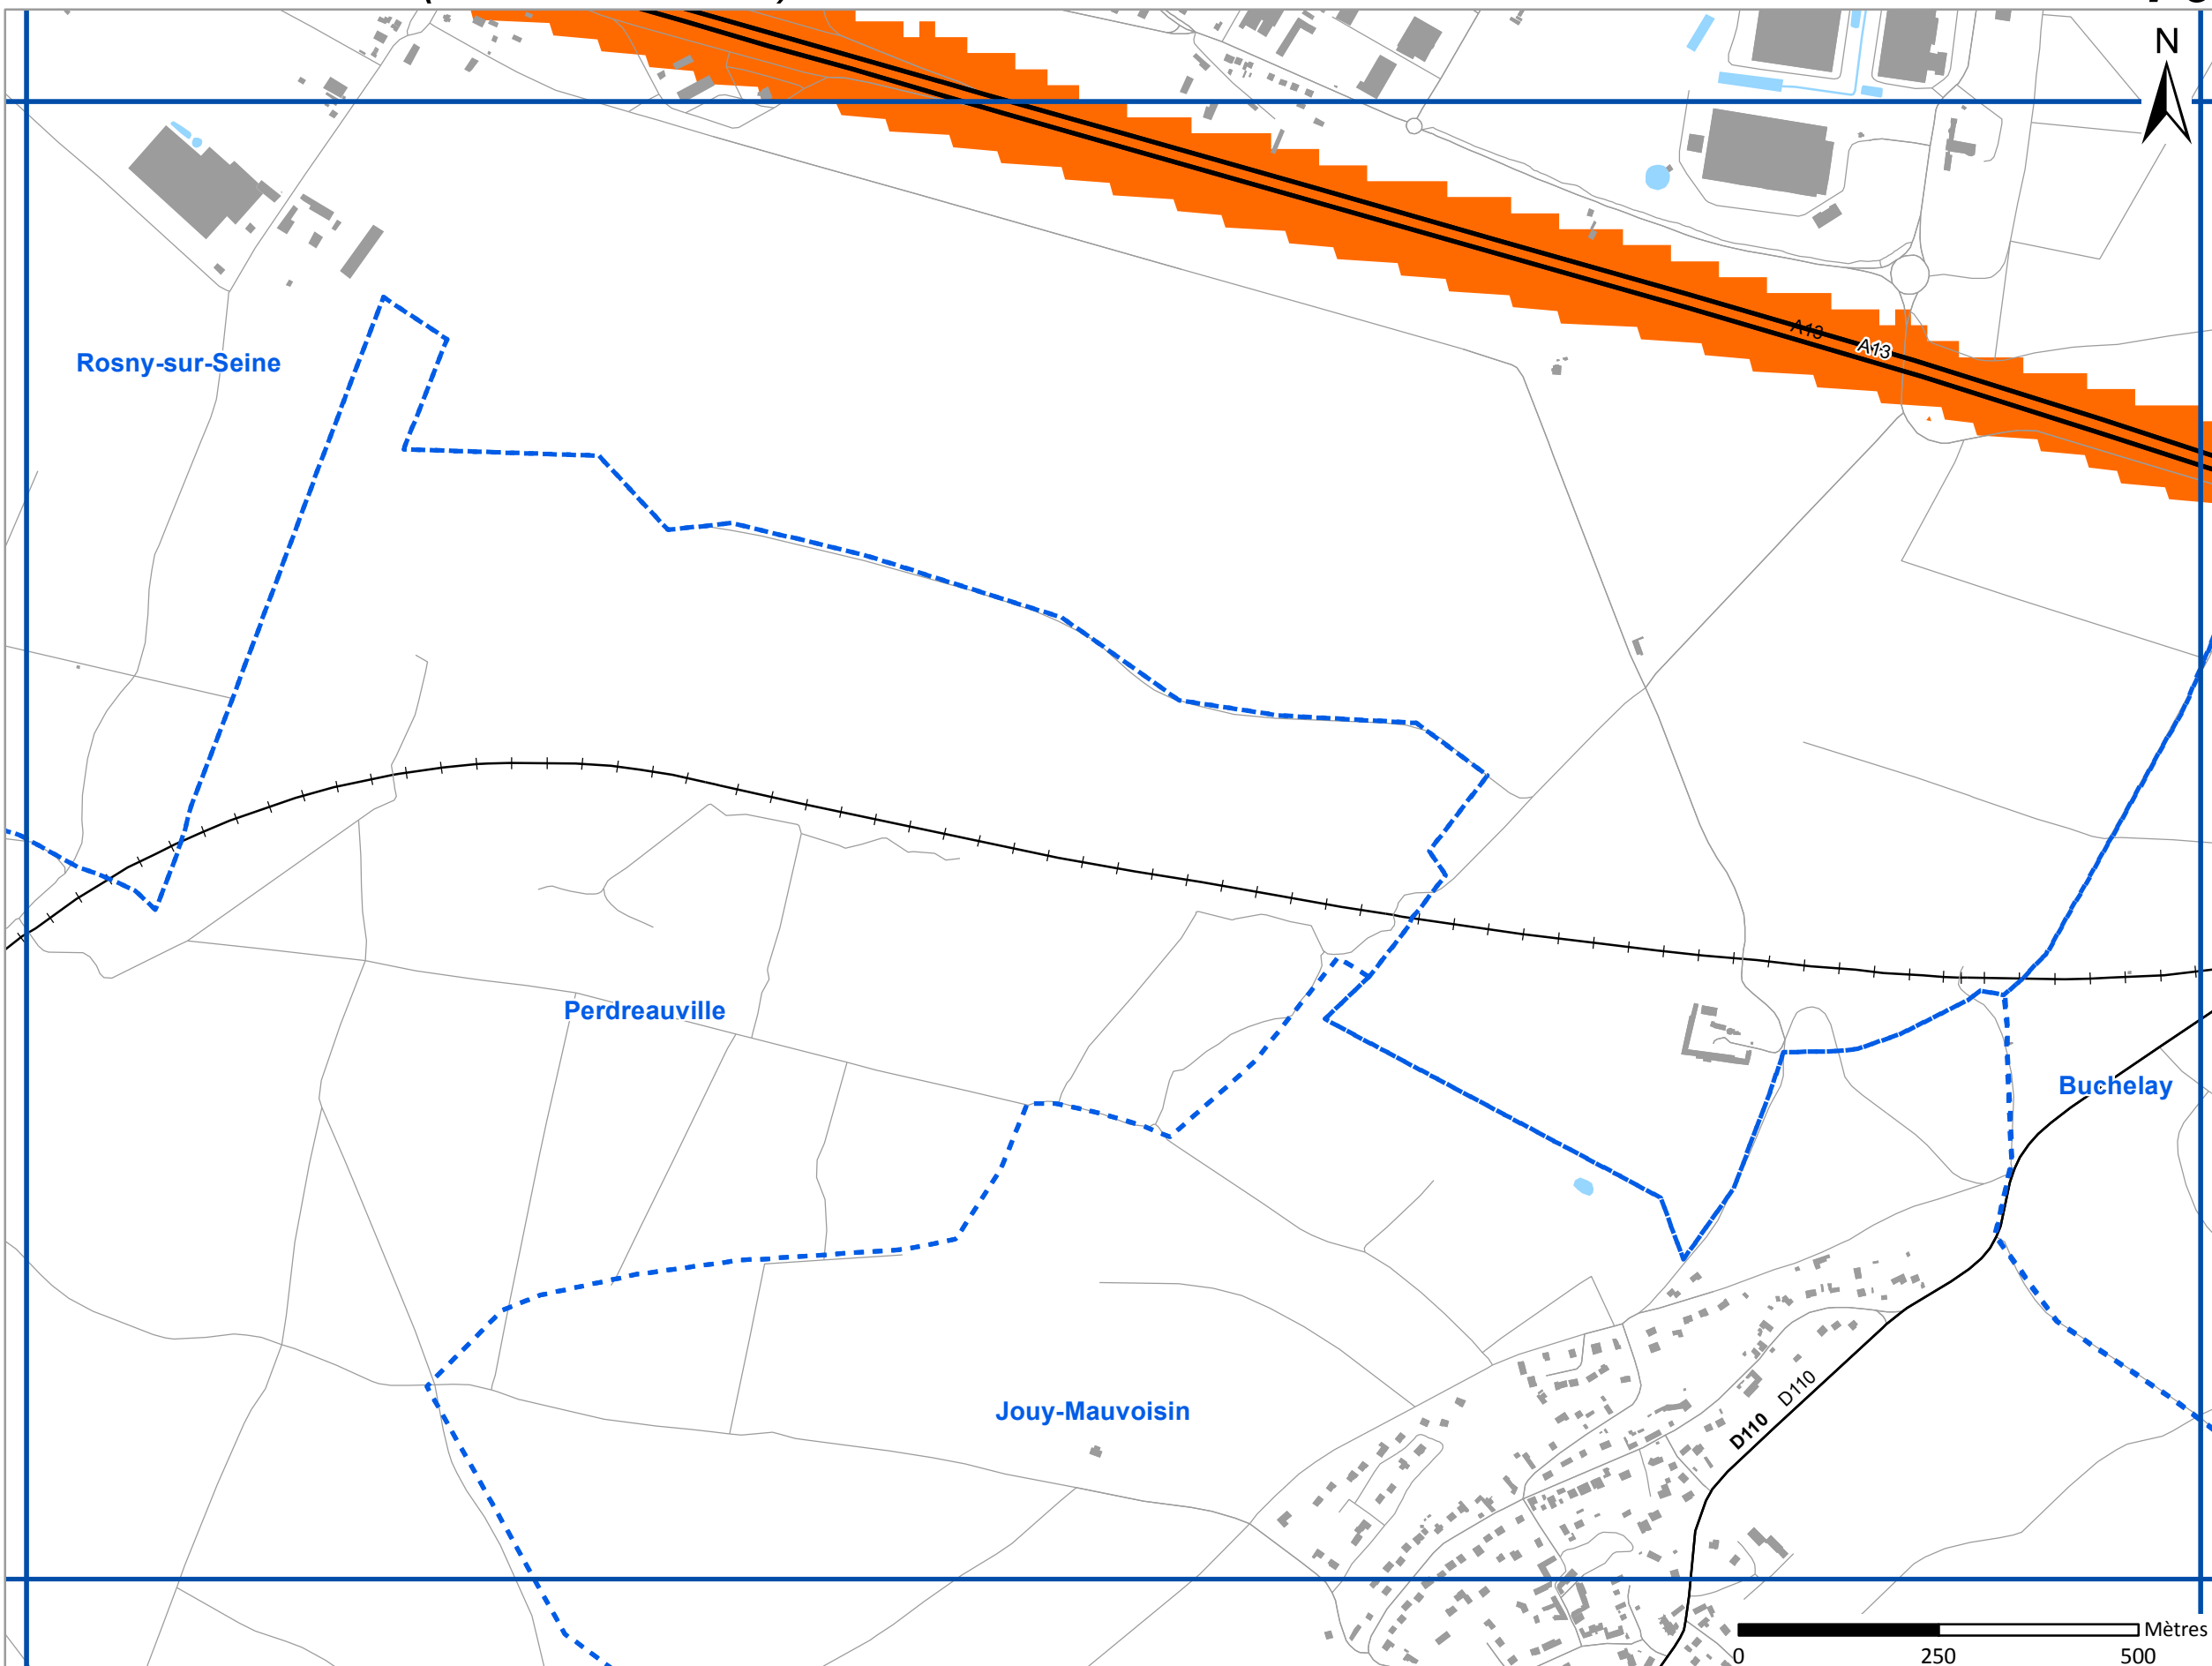 N
A13
A13
Rosny-sur-Seine
Perdreauville
Buchelay
Jouy-Mauvoisin
D110
D110
Mètres
0 250 500